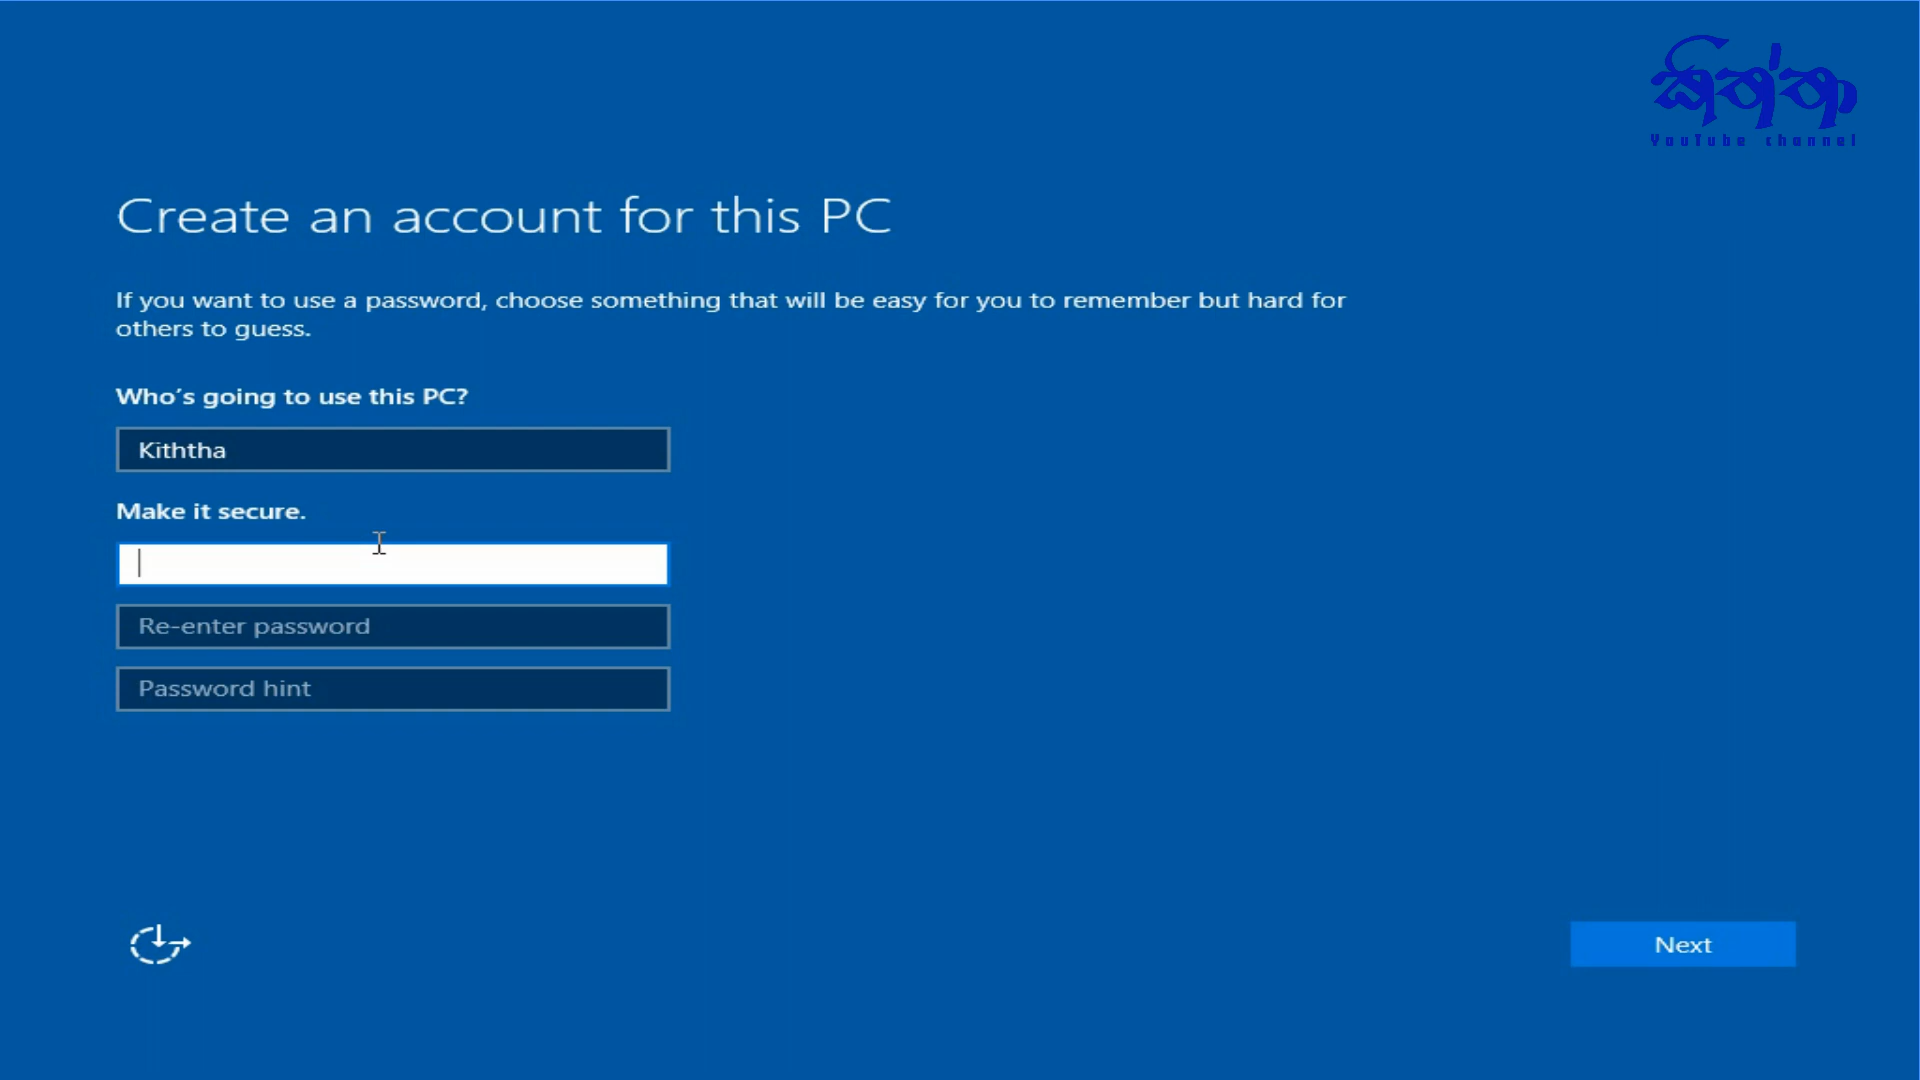 කිත්ත
YouTube channel
Create an account for this PC
If you want to use a password, choose something that will be easy for you to remember but hard for
others to guess.
Who's going to use this PC?
Kiththa
Make it secure.
Re-enter password
Password hint
Next